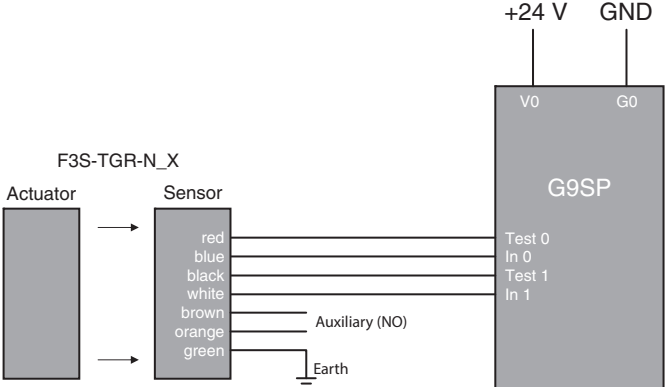 +24 V GND
V0 G0
F3S-TGR-N_X
G9SP
Actuator Sensor
red Test 0
blue In 0
black Test 1
white In 1
brown
Auxiliary (NO)
orange
green
Earth